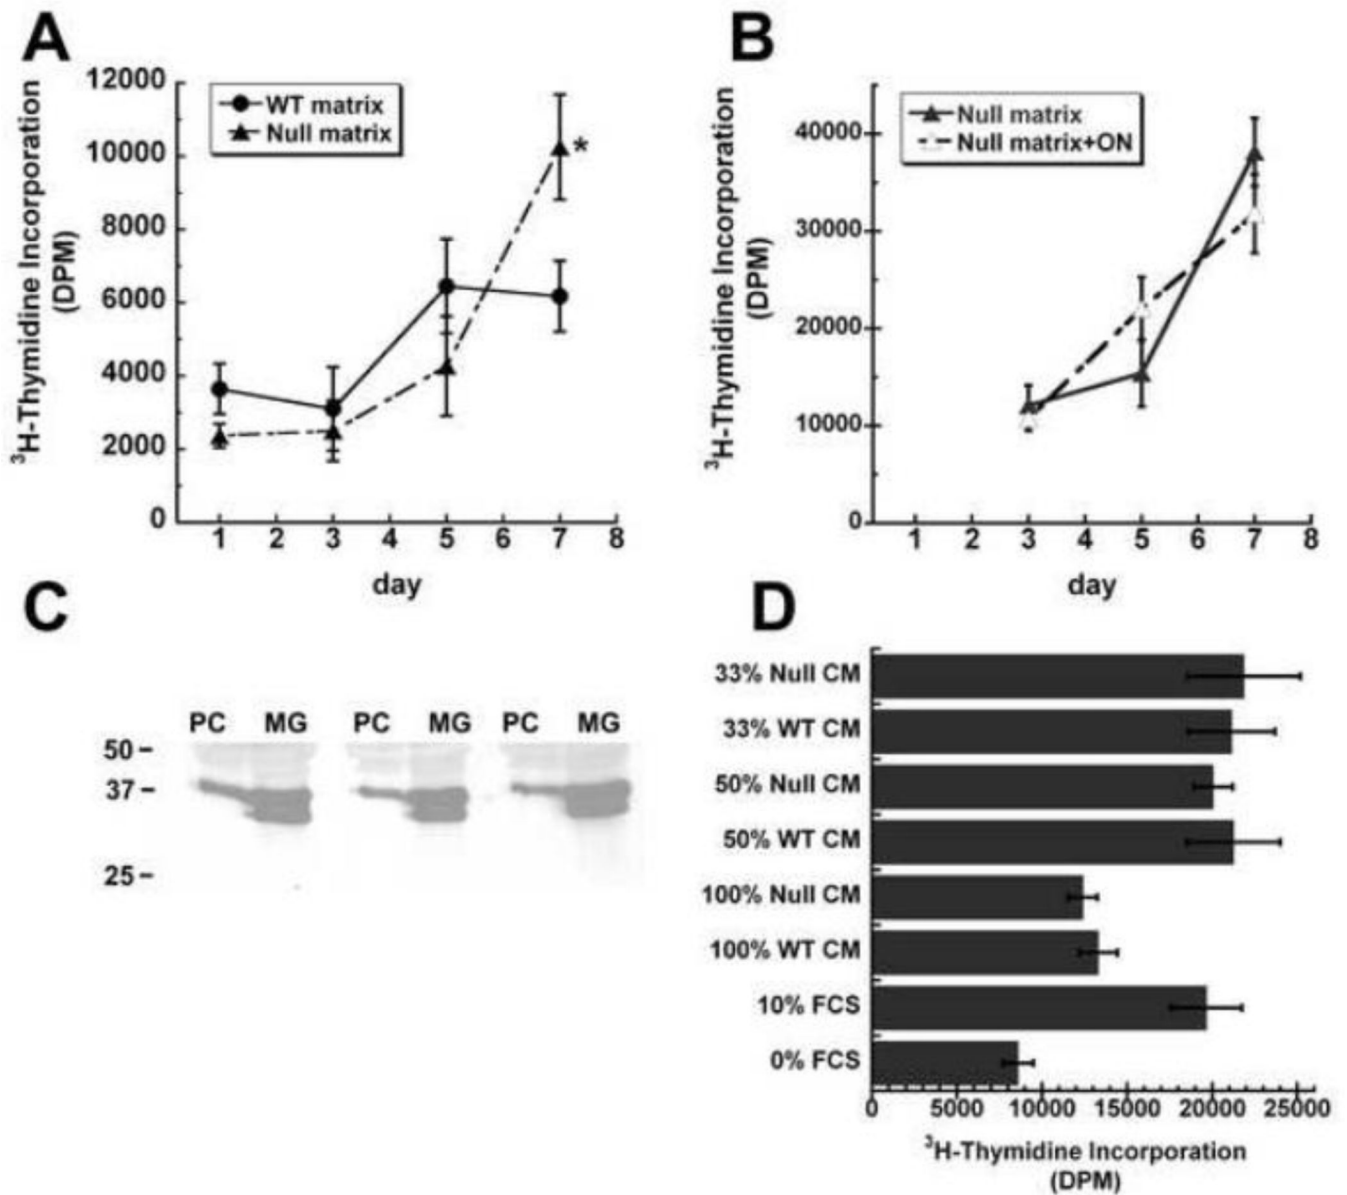 A
³H-Thymidine Incorporation
(DPM)
12000
10000
8000
6000
4000
2000
0
WT matrix
Null matrix
*
1 2 3 4 5 6 7 8
day
B
³H-Thymidine Incorporation
(DPM)
40000
30000
20000
10000
0
Null matrix
Null matrix+ON
1 2 3 4 5 6 7 8
day
C
PC MG PC MG PC MG
50
37
25
D
33% Null CM
33% WT CM
50% Null CM
50% WT CM
100% Null CM
100% WT CM
10% FCS
0% FCS
0 5000 10000 15000 20000 25000
³H-Thymidine Incorporation
(DPM)